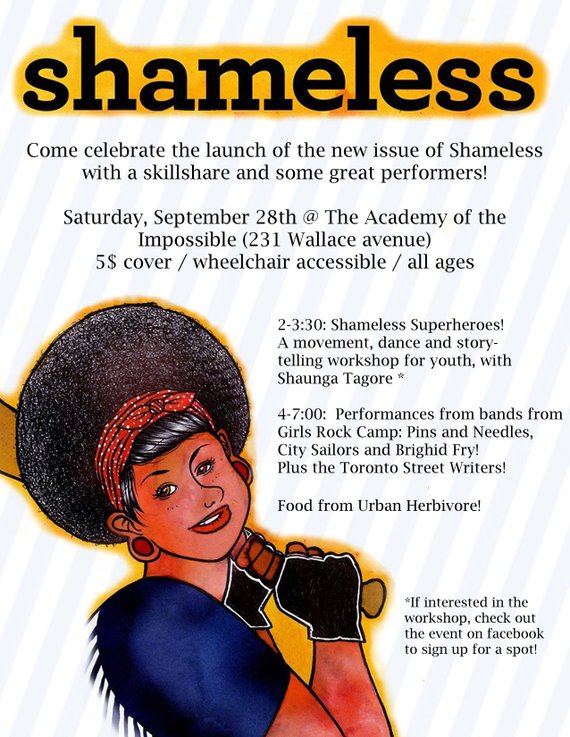 shameless
Come celebrate the launch of the new issue of Shameless
with a skillshare and some great performers!
Saturday, September 28th @ The Academy of the
Impossible (231 Wallace avenue)
5$ cover / wheelchair accessible / all ages
2-3:30: Shameless Superheroes!
A movement, dance and story-
telling workshop for youth, with
Shaunga Tagore *
4-7:00: Performances from bands from
Girls Rock Camp: Pins and Needles,
City Sailors and Brighid Fry!
Plus the Toronto Street Writers!
Food from Urban Herbivore!
*If interested in the
workshop, check out
the event on facebook
to sign up for a spot!